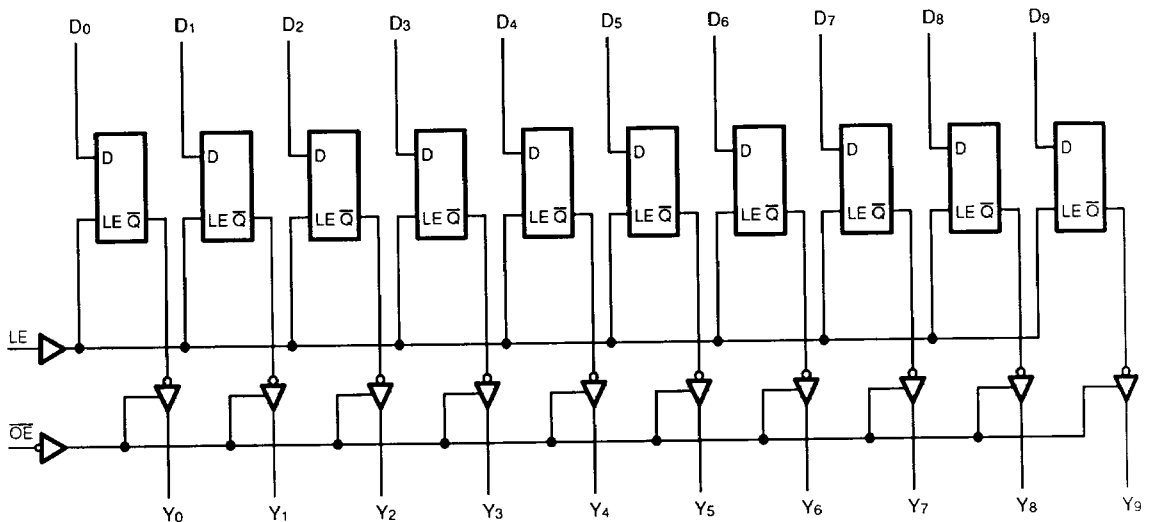 D0 D1 D2 D3 D4 D5 D6 D7 D8 D9
D D D D D D D D D D
LE Q̅ LE Q̅ LE Q̅ LE Q̅ LE Q̅ LE Q̅ LE Q̅ LE Q̅ LE Q̅ LE Q̅
LE
O̅E̅
Y0 Y1 Y2 Y3 Y4 Y5 Y6 Y7 Y8 Y9